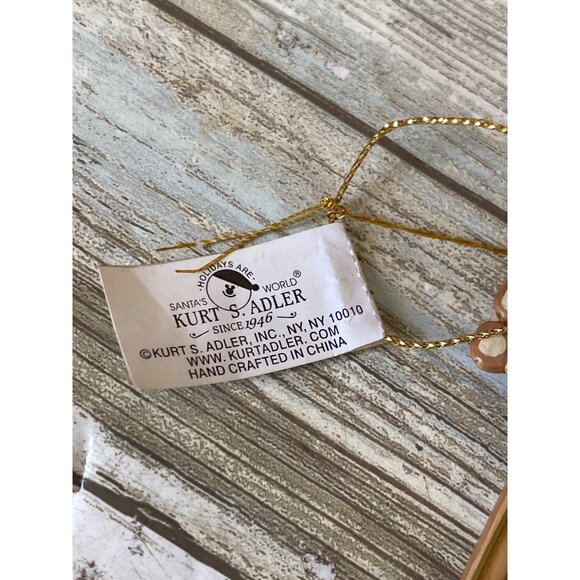 HOLIDAYS ARE
SANTA'S WORLD®
KURT S. ADLER
SINCE 1946
©KURT S. ADLER, INC., NY, NY 10010
WWW. KURTADLER. COM
HAND CRAFTED IN CHINA